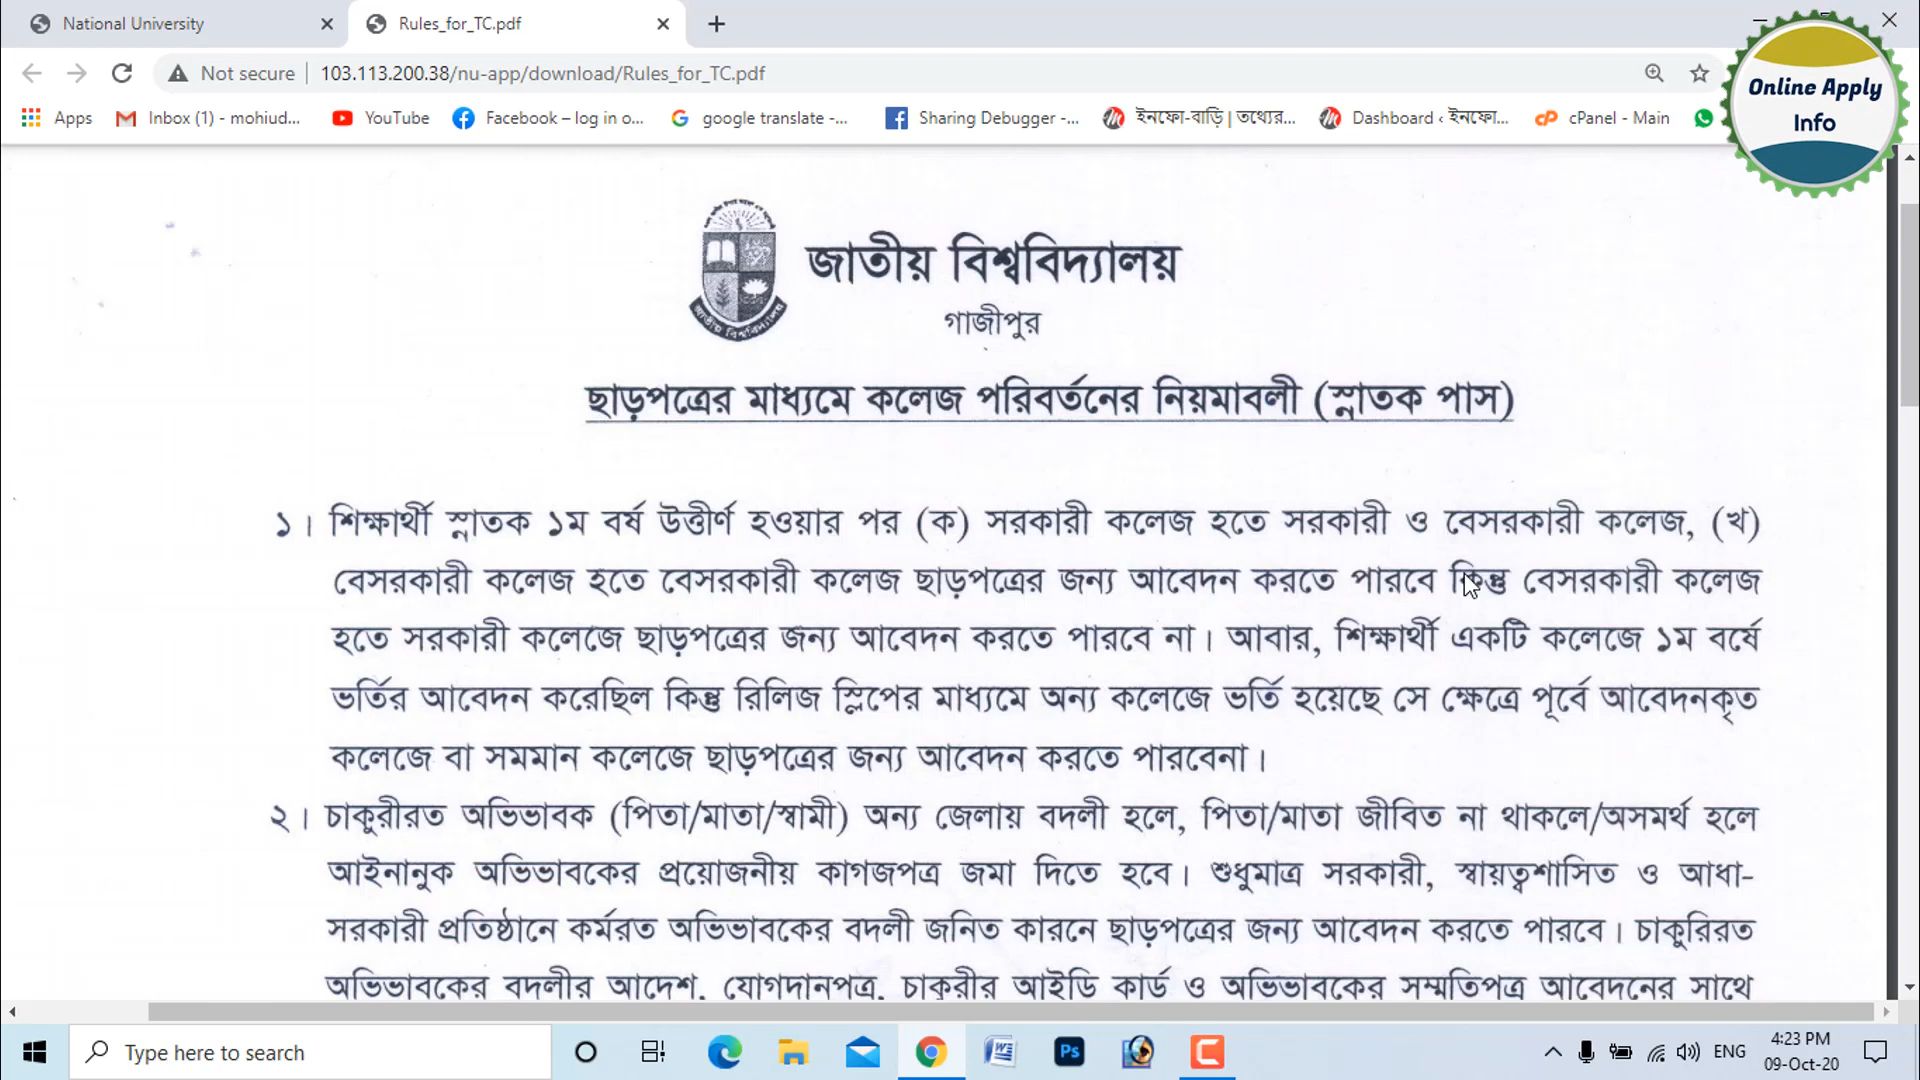 National University
Rules_for_TC.pdf
Not secure
103.113.200.38/nu-app/download/Rules_for_TC.pdf
Apps
Inbox (1) - mohiud...
YouTube
Facebook – log in o...
google translate -...
Sharing Debugger -...
ইনফো-বাড়ি | তথ্যের...
Dashboard ‹ ইনফো...
cPanel - Main
Online Apply
Info
জাতীয় বিশ্ববিদ্যালয়
গাজীপুর
ছাড়পত্রের মাধ্যমে কলেজ পরিবর্তনের নিয়মাবলী (স্নাতক পাস)
১। শিক্ষার্থী স্নাতক ১ম বর্ষ উত্তীর্ণ হওয়ার পর (ক) সরকারী কলেজ হতে সরকারী ও বেসরকারী কলেজ, (খ)
বেসরকারী কলেজ হতে বেসরকারী কলেজ ছাড়পত্রের জন্য আবেদন করতে পারবে কিন্তু বেসরকারী কলেজ
হতে সরকারী কলেজে ছাড়পত্রের জন্য আবেদন করতে পারবে না। আবার, শিক্ষার্থী একটি কলেজে ১ম বর্ষে
ভর্তির আবেদন করেছিল কিন্তু রিলিজ স্লিপের মাধ্যমে অন্য কলেজে ভর্তি হয়েছে সে ক্ষেত্রে পূর্বে আবেদনকৃত
কলেজে বা সমমান কলেজে ছাড়পত্রের জন্য আবেদন করতে পারবেনা।
২। চাকুরীরত অভিভাবক (পিতা/মাতা/স্বামী) অন্য জেলায় বদলী হলে, পিতা/মাতা জীবিত না থাকলে/অসমর্থ হলে
আইনানুক অভিভাবকের প্রয়োজনীয় কাগজপত্র জমা দিতে হবে। শুধুমাত্র সরকারী, স্বায়ত্বশাসিত ও আধা-
সরকারী প্রতিষ্ঠানে কর্মরত অভিভাবকের বদলী জনিত কারনে ছাড়পত্রের জন্য আবেদন করতে পারবে। চাকুরিরত
অভিভাবকের বদলীর আদেশ, যোগদানপত্র, চাকুরীর আইডি কার্ড ও অভিভাবকের সম্মতিপত্র আবেদনের সাথে
Type here to search
ENG
4:23 PM
09-Oct-20